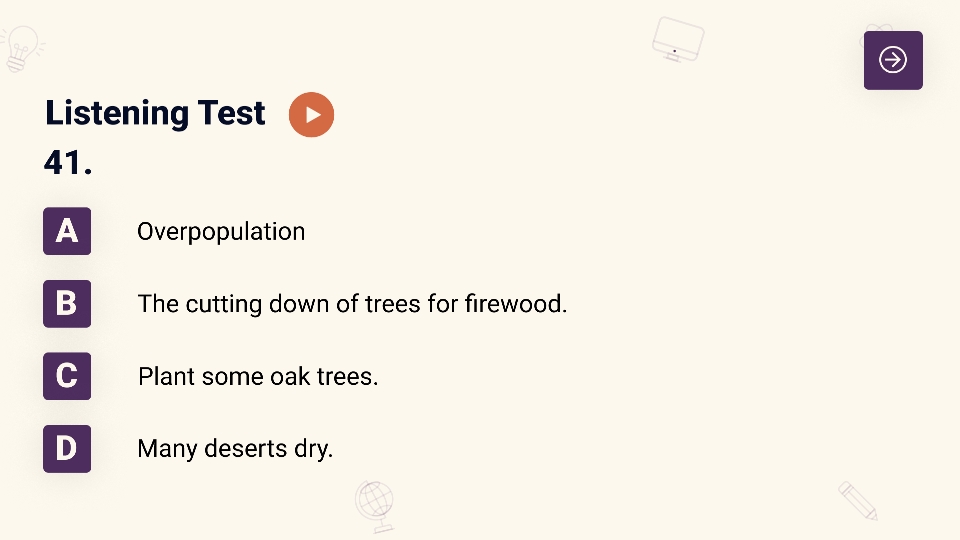 Listening Test
41.
A Overpopulation
B The cutting down of trees for firewood.
C Plant some oak trees.
D Many deserts dry.